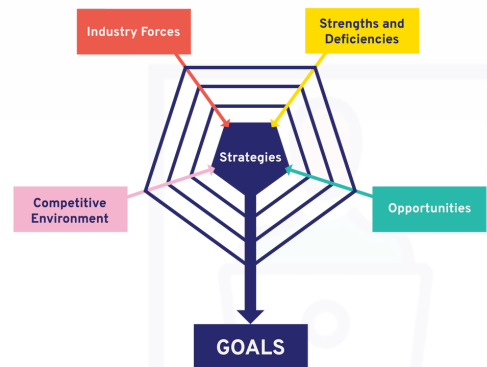 Industry Forces
Strengths and
Deficiencies
Strategies
Competitive
Environment
Opportunities
GOALS